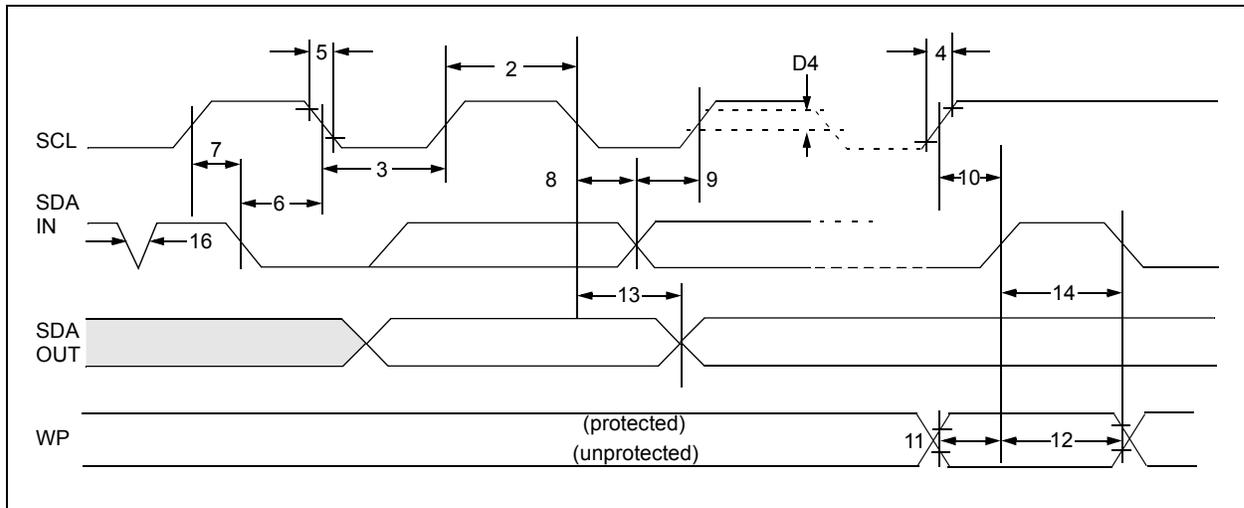 5
2
D4
4
SCL
7
3
8
9
10
SDA
IN
6
16
13
14
SDA
OUT
WP
(protected)
(unprotected)
11
12